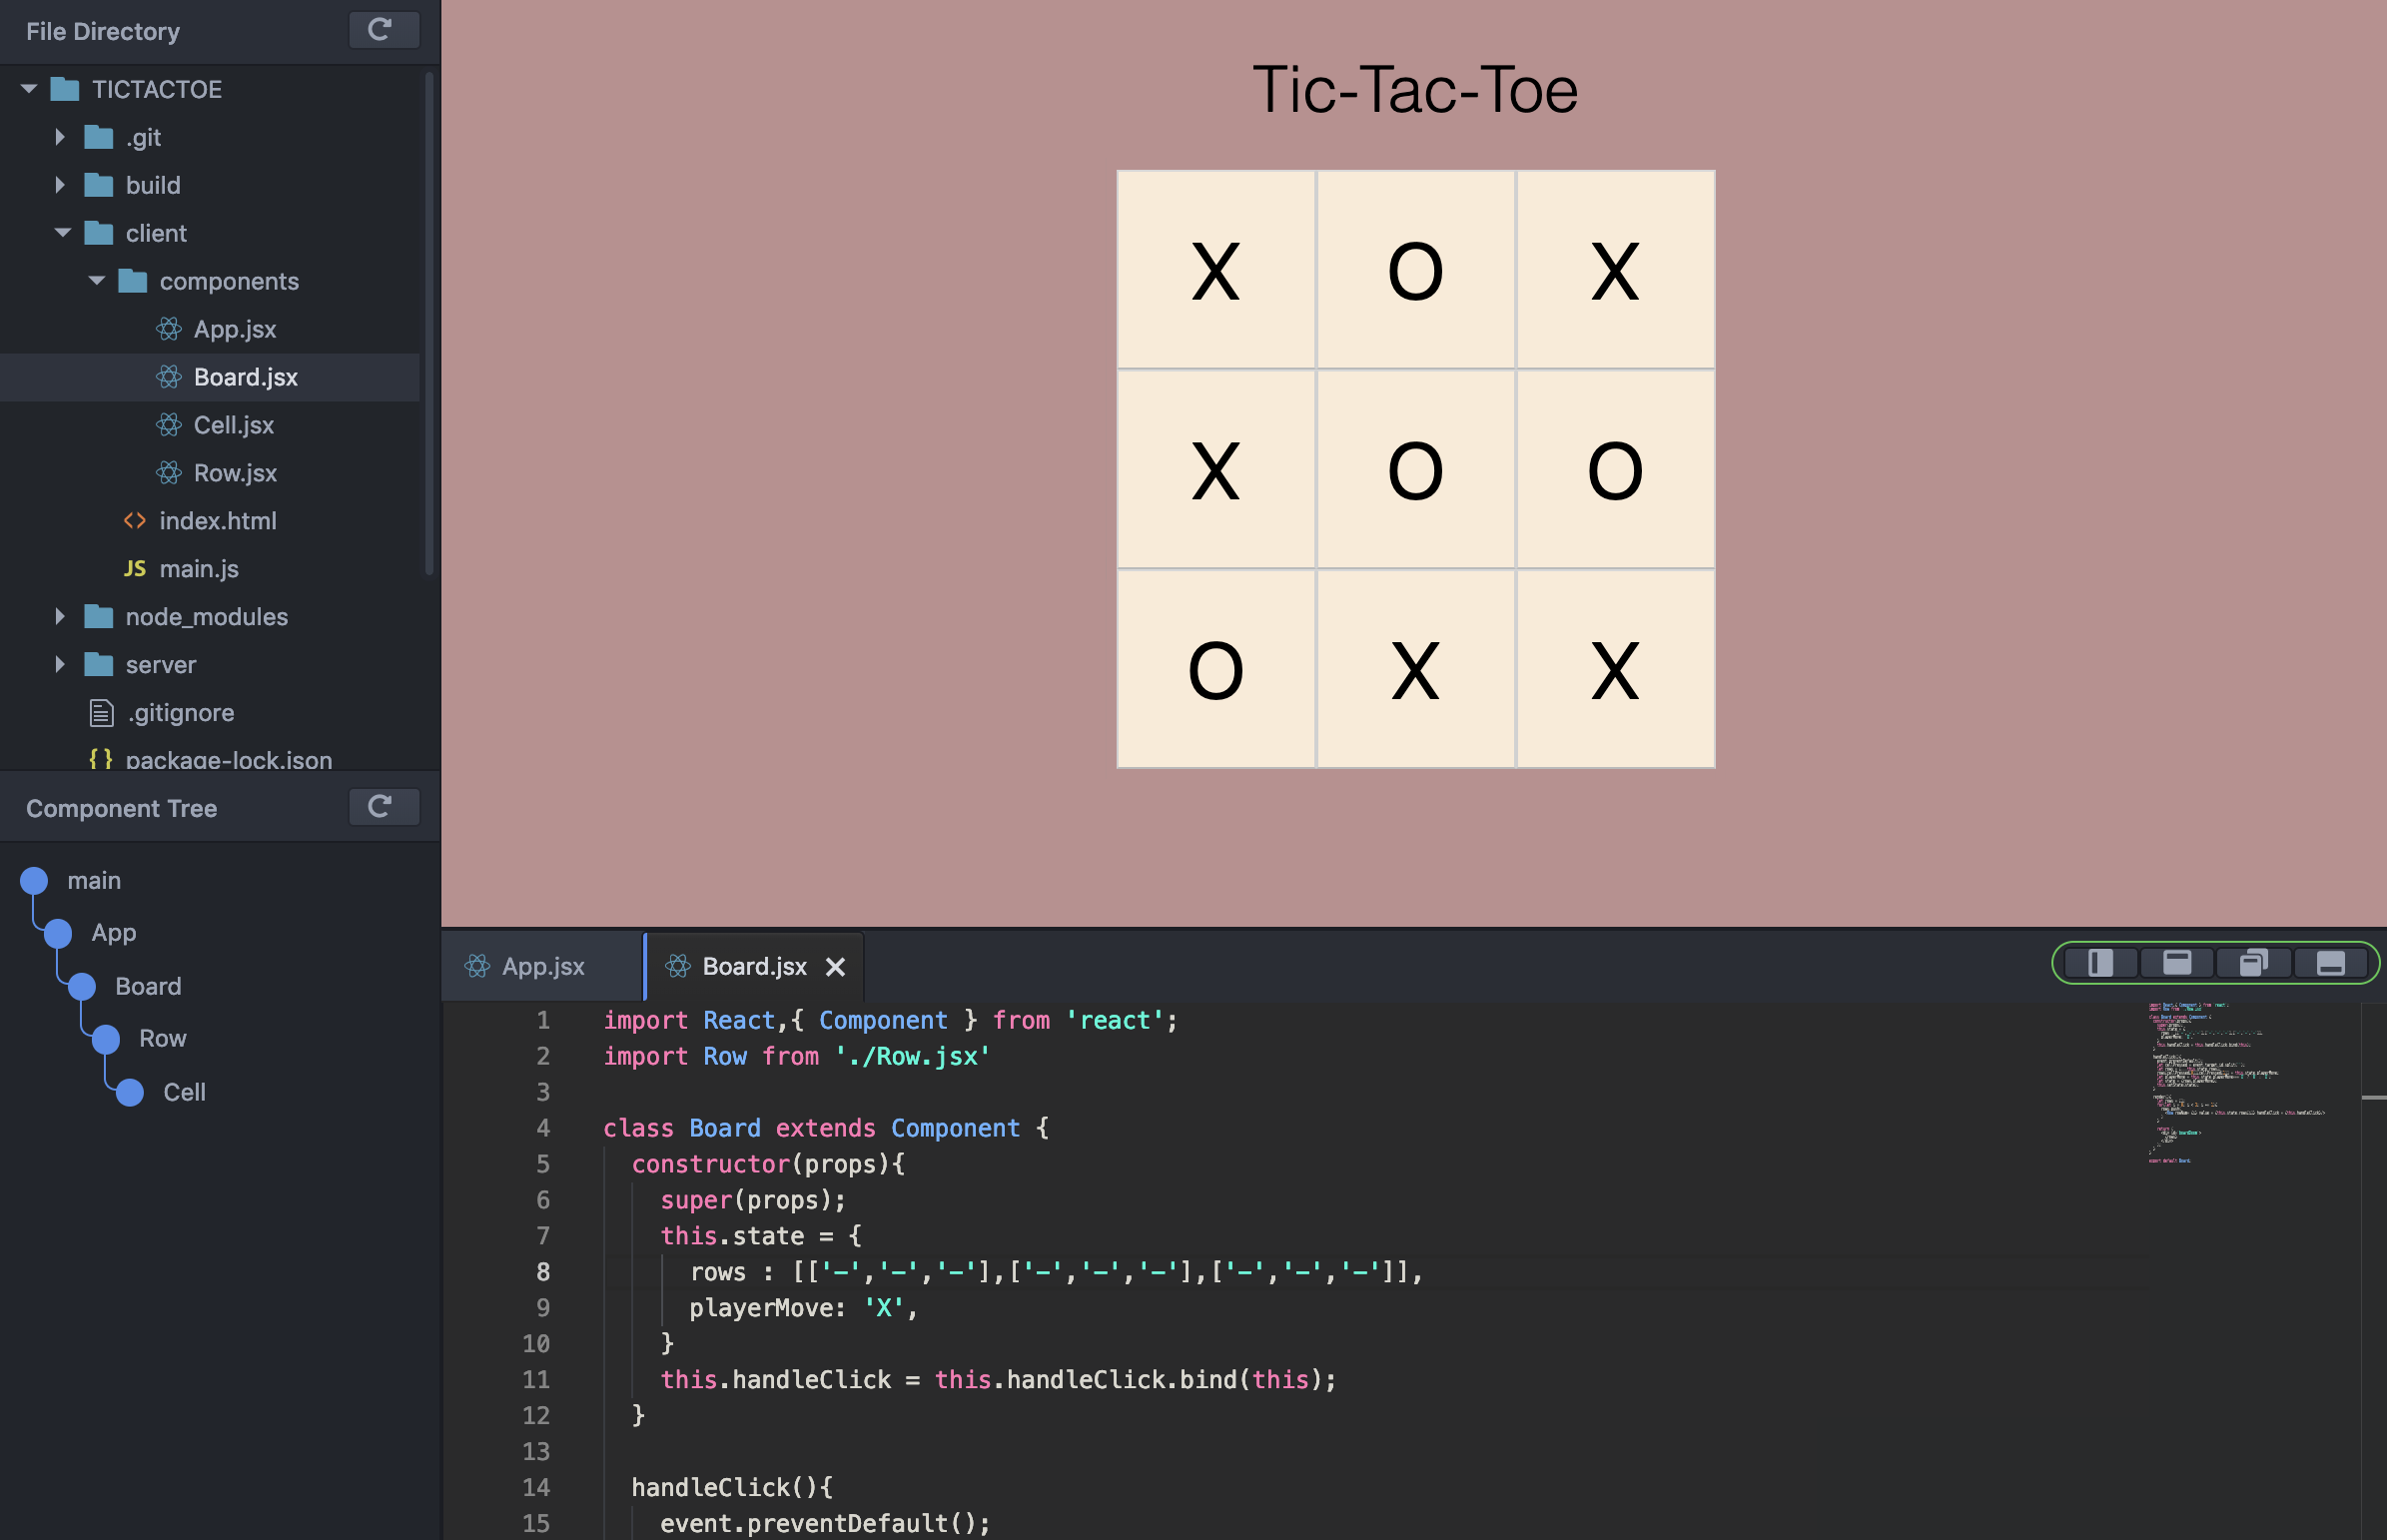 File Directory
TICTACTOE
.git
build
client
components
App.jsx
Board.jsx
Cell.jsx
Row.jsx
index.html
JS main.js
node_modules
server
.gitignore
{} package-lock.json
Component Tree
main
App
Board
Row
Cell
Tic-Tac-Toe
X O X
X O O
O X X
App.jsx
Board.jsx
1 import React,{ Component } from 'react';
2 import Row from './Row.jsx'
3
4 class Board extends Component {
5 constructor(props){
6 super(props);
7 this.state = {
8 rows : [['-','-','-'],['-','-','-'],['-','-','-']],
9 playerMove: 'X',
10 }
11 this.handleClick = this.handleClick.bind(this);
12 }
13
14 handleClick(){
15 event.preventDefault();